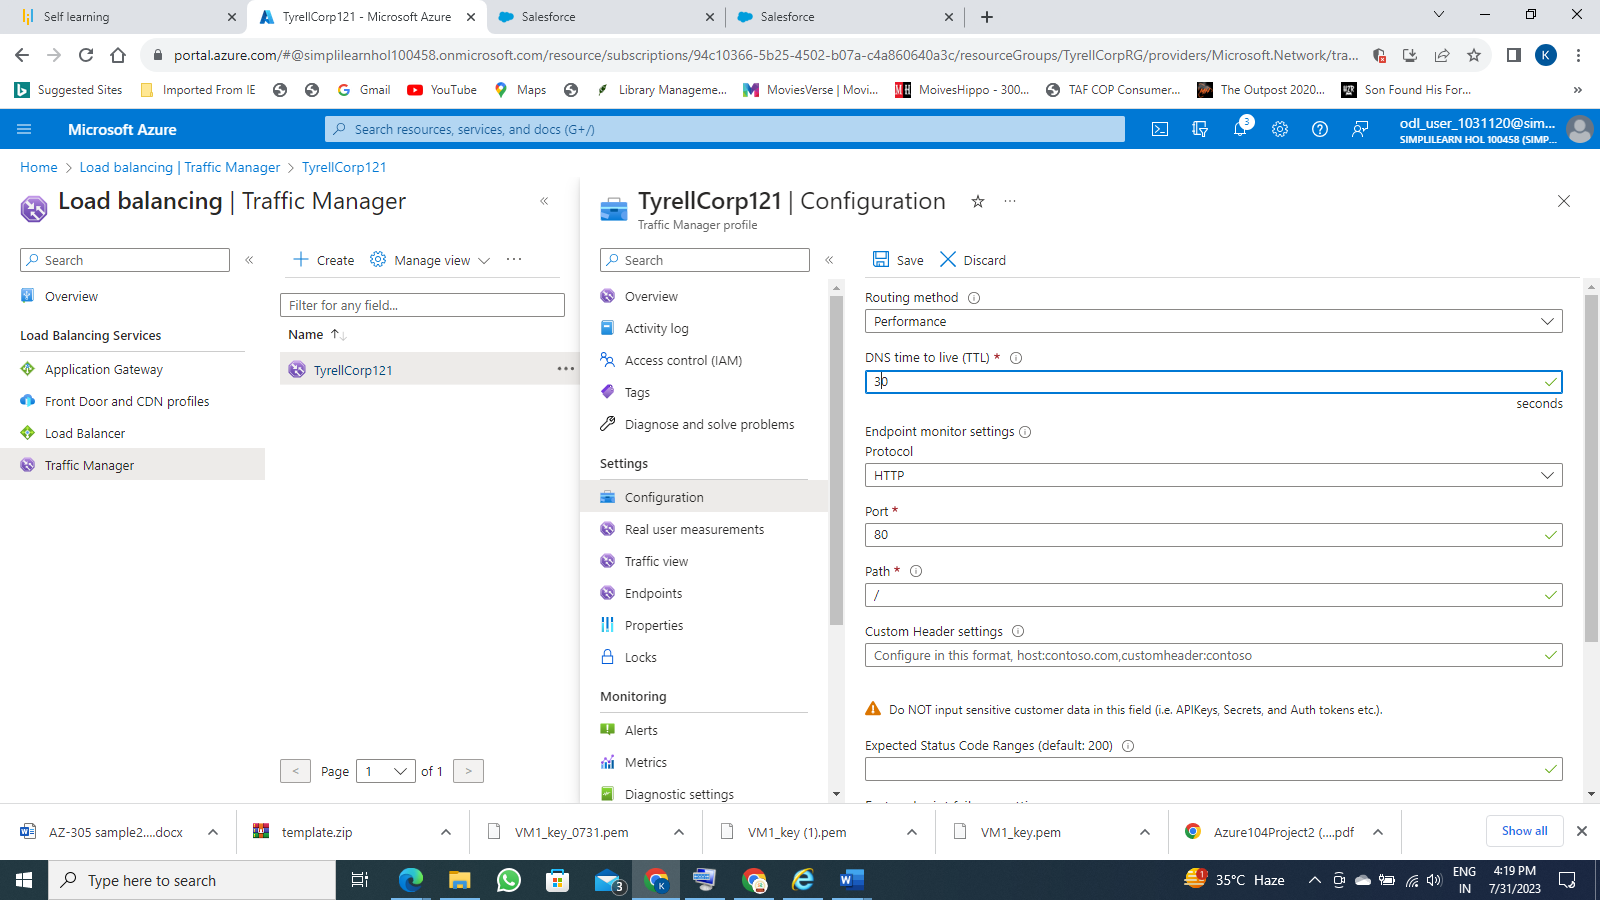 Self learning
TyrellCorp121 - Microsoft Azure
Salesforce
Salesforce
portal.azure.com/#@simplilearnhol100458.onmicrosoft.com/resource/subscriptions/94c10366-5b25-4502-b07a-c4a860640a3c/resourceGroups/TyrellCorpRG/providers/Microsoft.Network/tra...
K
Suggested Sites
Imported From IE
Gmail
YouTube
Maps
Library Manageme...
MoviesVerse | Movi...
MoivesHippo - 300...
TAF COP Consumer...
The Outpost 2020...
Son Found His For...
Microsoft Azure
Search resources, services, and docs (G+/)
3
odl_user_1031120@sim...
SIMPLILEARN HOL 100458 (SIMP...
Home > Load balancing | Traffic Manager > TyrellCorp121
Load balancing | Traffic Manager
Search
Overview
Load Balancing Services
Application Gateway
Front Door and CDN profiles
Load Balancer
Traffic Manager
Create
Manage view
Filter for any field...
Name
TyrellCorp121
Page 1 of 1
TyrellCorp121 | Configuration
Traffic Manager profile
Search
Overview
Activity log
Access control (IAM)
Tags
Diagnose and solve problems
Settings
Configuration
Real user measurements
Traffic view
Endpoints
Properties
Locks
Monitoring
Alerts
Metrics
Diagnostic settings
Save
Discard
Routing method
Performance
DNS time to live (TTL) *
30
seconds
Endpoint monitor settings
Protocol
HTTP
Port *
80
Path *
/
Custom Header settings
Configure in this format, host:contoso.com,customheader:contoso
Do NOT input sensitive customer data in this field (i.e. APIKeys, Secrets, and Auth tokens etc.).
Expected Status Code Ranges (default: 200)
AZ-305 sample2....docx
template.zip
VM1_key_0731.pem
VM1_key (1).pem
VM1_key.pem
Azure104Project2 (....pdf
Show all
Type here to search
3
35°C Haze
ENG
IN
4:19 PM
7/31/2023